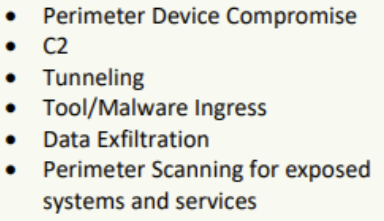 • Perimeter Device Compromise
• C2
• Tunneling
• Tool/Malware Ingress
• Data Exfiltration
• Perimeter Scanning for exposed
systems and services